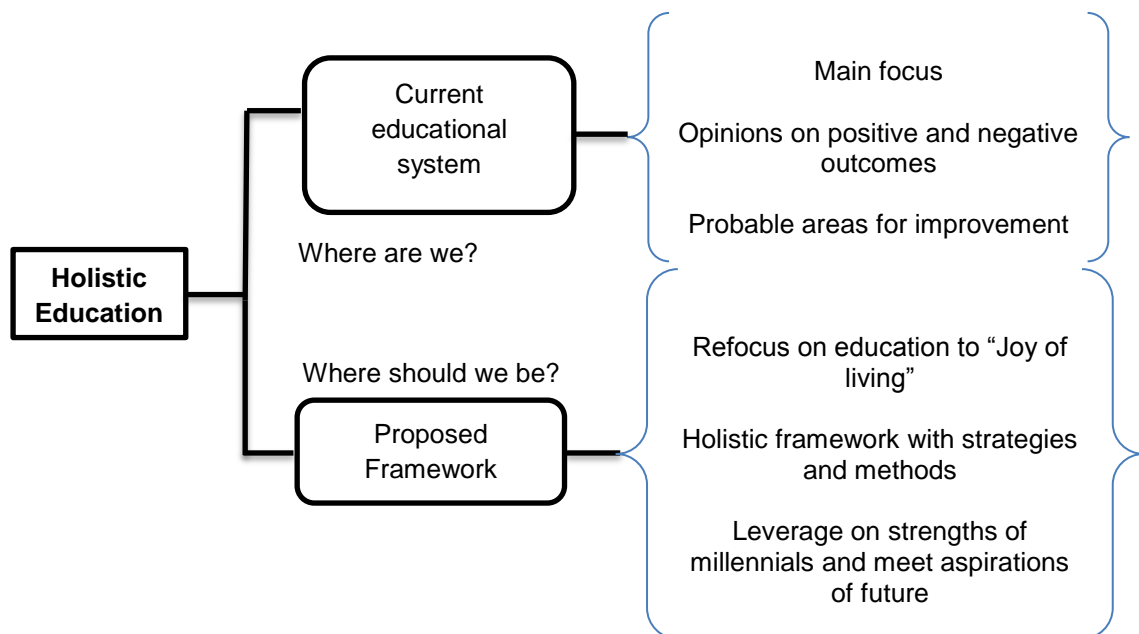 Holistic
Education
Current
educational
system
Where are we?
Main focus
Opinions on positive and negative
outcomes
Probable areas for improvement
Where should we be?
Proposed
Framework
Refocus on education to “Joy of
living”
Holistic framework with strategies
and methods
Leverage on strengths of
millennials and meet aspirations
of future